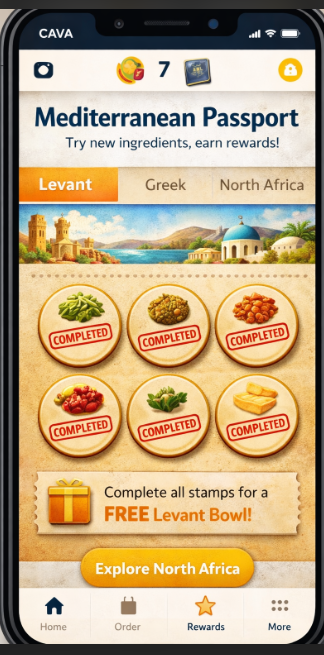 CAVA
7
Mediterranean Passport
Try new ingredients, earn rewards!
Levant Greek North Africa
COMPLETED COMPLETED COMPLETED
COMPLETED COMPLETED COMPLETED
Complete all stamps for a
FREE Levant Bowl!
Explore North Africa
Home Order Rewards More